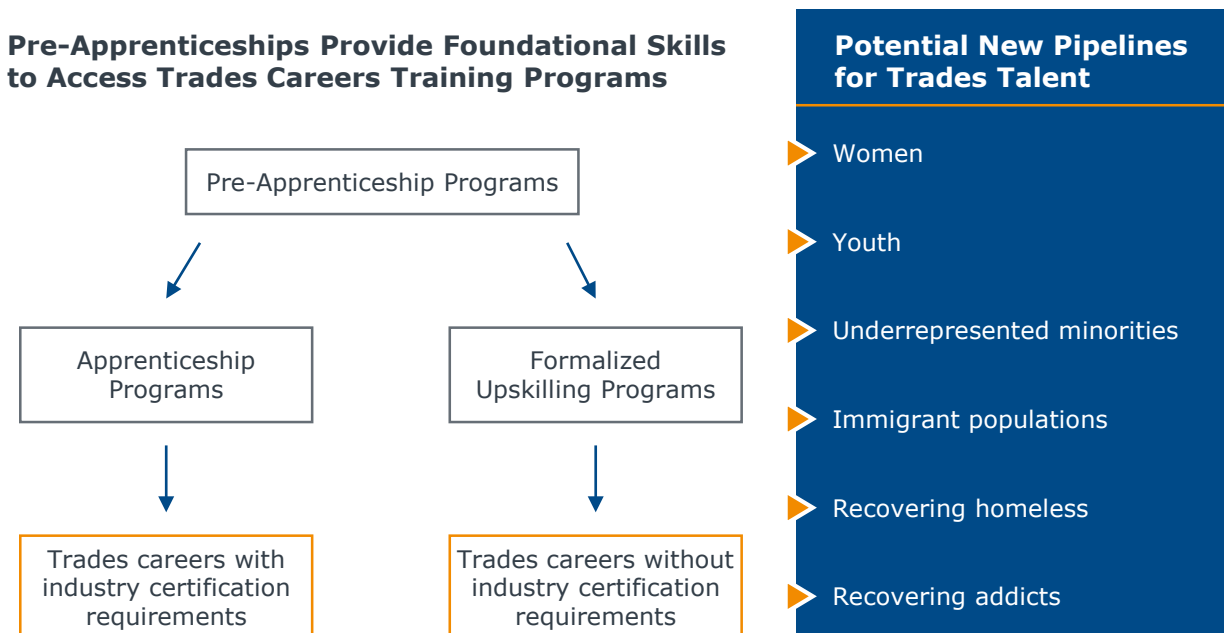 Pre-Apprenticeships Provide Foundational Skills
to Access Trades Careers Training Programs
Pre-Apprenticeship Programs
Apprenticeship
Programs
Formalized
Upskilling Programs
Trades careers with
industry certification
requirements
Trades careers without
industry certification
requirements
Potential New Pipelines
for Trades Talent
Women
Youth
Underrepresented minorities
Immigrant populations
Recovering homeless
Recovering addicts